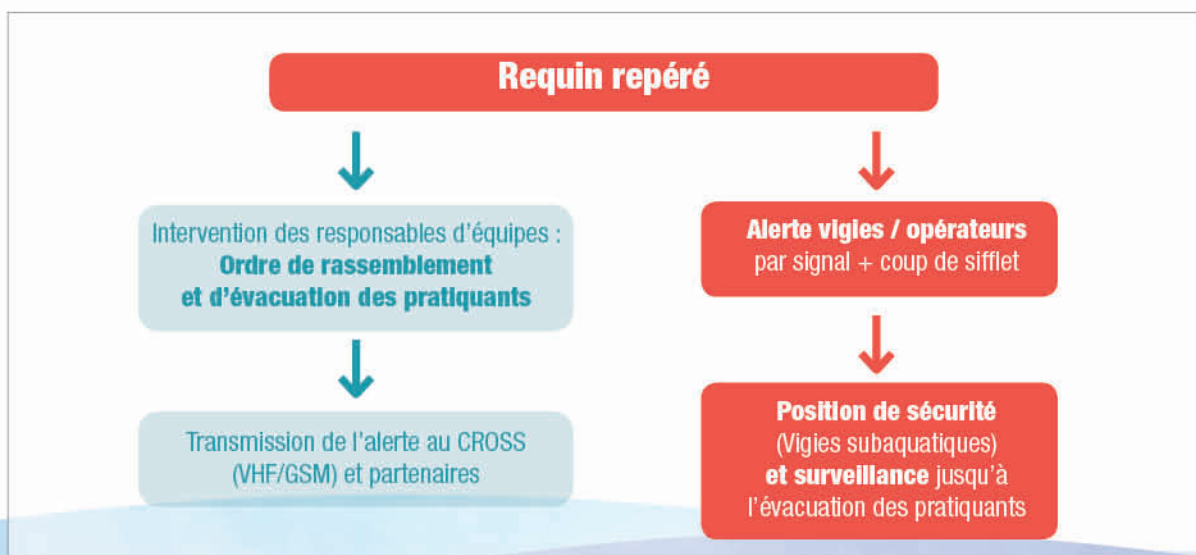 Requin repéré
Intervention des responsables d'équipes :
Ordre de rassemblement
et d'évacuation des pratiquants
Transmission de l'alerte au CROSS
(VHF/GSM) et partenaires
Alerte vigles / opérateurs
par signal + coup de sifflet
Position de sécurité
(Vigies subaquatiques)
et surveillance jusqu'à
l'évacuation des pratiquants